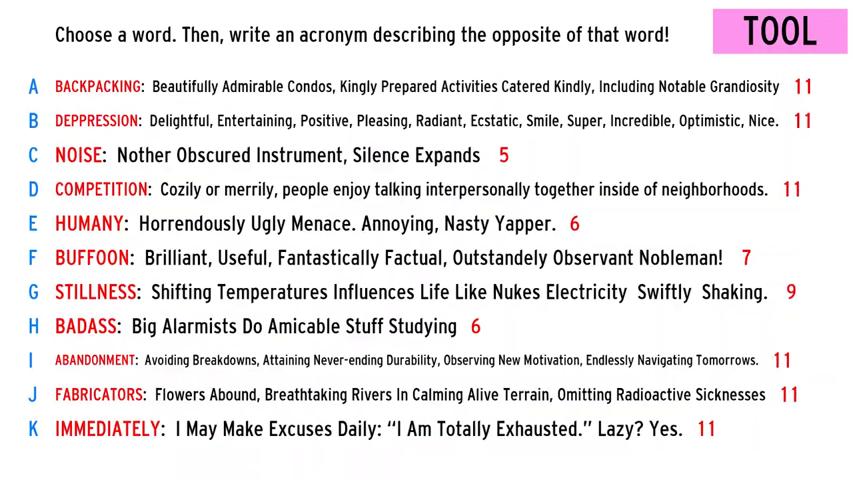 Choose a word. Then, write an acronym describing the opposite of that word! TOOL
A BACKPACKING: Beautifully Admirable Condos, Kingly Prepared Activities Catered Kindly, Including Notable Grandiosity 11
B DEPPRESSION: Delightful, Entertaining, Positive, Pleasing, Radiant, Ecstatic, Smile, Super, Incredible, Optimistic, Nice. 11
C NOISE: Nother Obscured Instrument, Silence Expands 5
D COMPETITION: Cozily or merrily, people enjoy talking interpersonally together inside of neighborhoods. 11
E HUMANY: Horrendously Ugly Menace. Annoying, Nasty Yapper. 6
F BUFFOON: Brilliant, Useful, Fantastically Factual, Outstandely Observant Nobleman! 7
G STILLNESS: Shifting Temperatures Influences Life Like Nukes Electricity Swiftly Shaking. 9
H BADASS: Big Alarmists Do Amicable Stuff Studying 6
I ABANDONMENT: Avoiding Breakdowns, Attaining Never-ending Durability, Observing New Motivation, Endlessly Navigating Tomorrows. 11
J FABRICATORS: Flowers Abound, Breathtaking Rivers In Calming Alive Terrain, Omitting Radioactive Sicknesses 11
K IMMEDIATELY: I May Make Excuses Daily: “I Am Totally Exhausted.” Lazy? Yes. 11